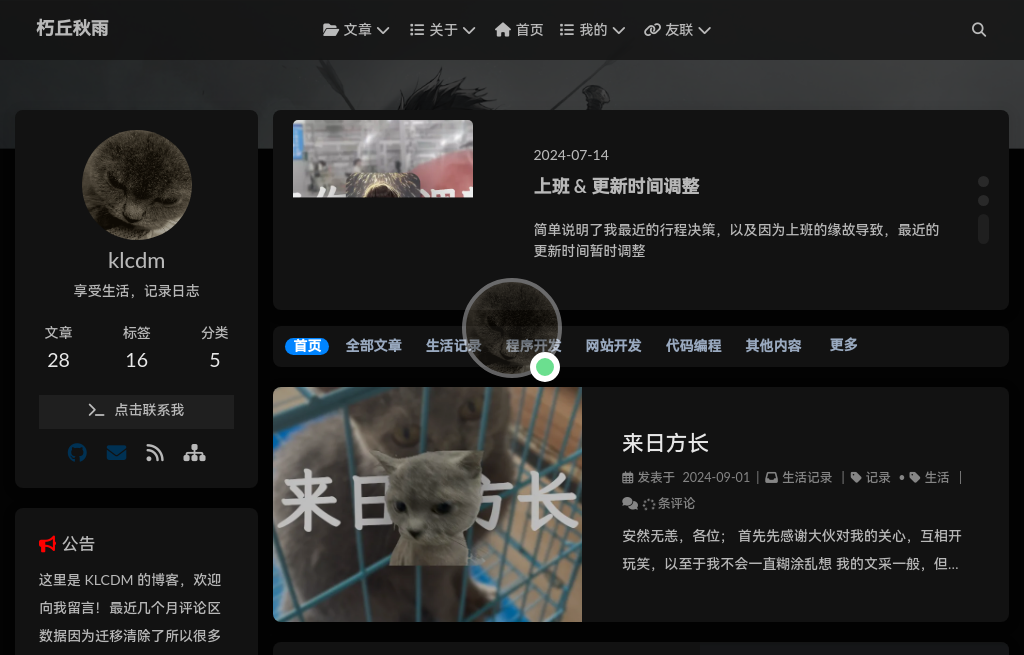 朽丘秋雨
文章 关于 首页 我的 友联
klcdm
享受生活，记录日志
文章 标签 分类
28 16 5
点击联系我
公告
这里是 KLCDM 的博客，欢迎
向我留言！最近几个月评论区
数据因为迁移清除了所以很多
2024-07-14
上班 & 更新时间调整
简单说明了我最近的行程决策，以及因为上班的缘故导致，最近的
更新时间暂时调整
首页 全部文章 生活记录 程序开发 网站开发 代码编程 其他内容 更多
来日方长
来日方长
发表于 2024-09-01 | 生活记录 | 记录 • 生活 |
条评论
安然无恙，各位； 首先先感谢大伙对我的关心，互相开
玩笑，以至于我不会一直糊涂乱想 我的文采一般，但...